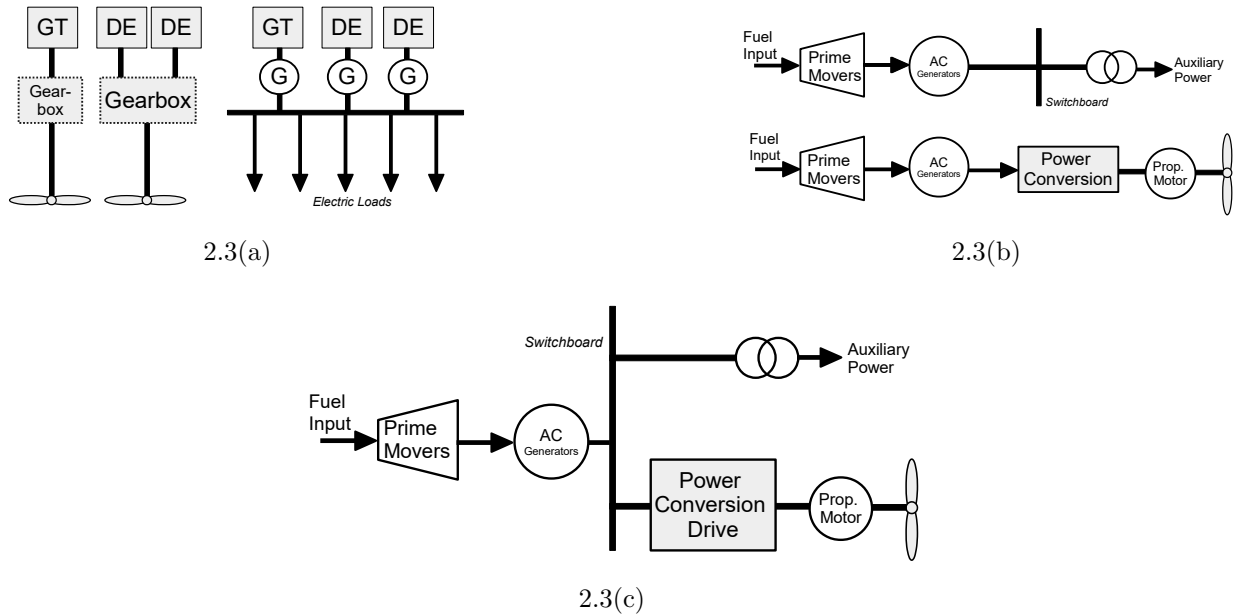 GT DE DE GT DE DE
G G G
Gear-
box
Gearbox
Electric Loads
2.3(a)
Fuel
Input
Prime
Movers
AC
Generators
Switchboard
Auxiliary
Power
Fuel
Input
Prime
Movers
AC
Generators
Power
Conversion
Prop.
Motor
2.3(b)
Switchboard
Auxiliary
Power
Fuel
Input
Prime
Movers
AC
Generators
Power
Conversion
Drive
Prop.
Motor
2.3(c)